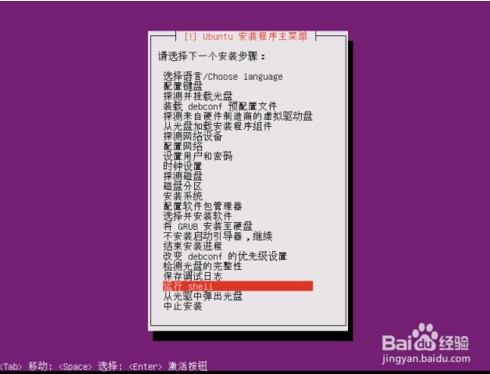 [!] Ubuntu 安装程序主菜单
请选择下一个安装步骤：
选择语言/Choose language
配置键盘
探测并挂载光盘
装载 debconf 预配置文件
探测来自硬件制造商的虚拟驱动盘
从光盘加载安装程序组件
探测网络设备
配置网络
设置用户和密码
时钟设置
探测磁盘
磁盘分区
安装系统
配置软件包管理器
选择并安装软件
将 GRUB 安装至硬盘
不安装启动引导器，继续
结束安装进程
改变 debconf 的优先级设置
检测光盘的完整性
保存调试日志
运行 shell
从光驱中弹出光盘
中止安装
<Tab> 移动; <Space> 选择; <Enter> 激活按钮
Baidu经验
jingyan.baidu.com